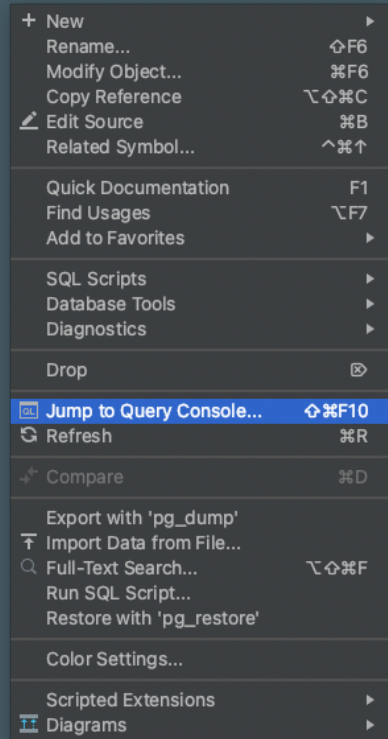 New
Rename... ⇧F6
Modify Object... ⌘F6
Copy Reference ⌥⇧⌘C
Edit Source ⌘B
Related Symbol... ^⌘↑
Quick Documentation F1
Find Usages ⌥F7
Add to Favorites
SQL Scripts
Database Tools
Diagnostics
Drop ⌦
QL Jump to Query Console... ⇧⌘F10
Refresh ⌘R
Compare ⌘D
Export with 'pg_dump'
Import Data from File...
Full-Text Search... ⌥⇧⌘F
Run SQL Script...
Restore with 'pg_restore'
Color Settings...
Scripted Extensions
Diagrams